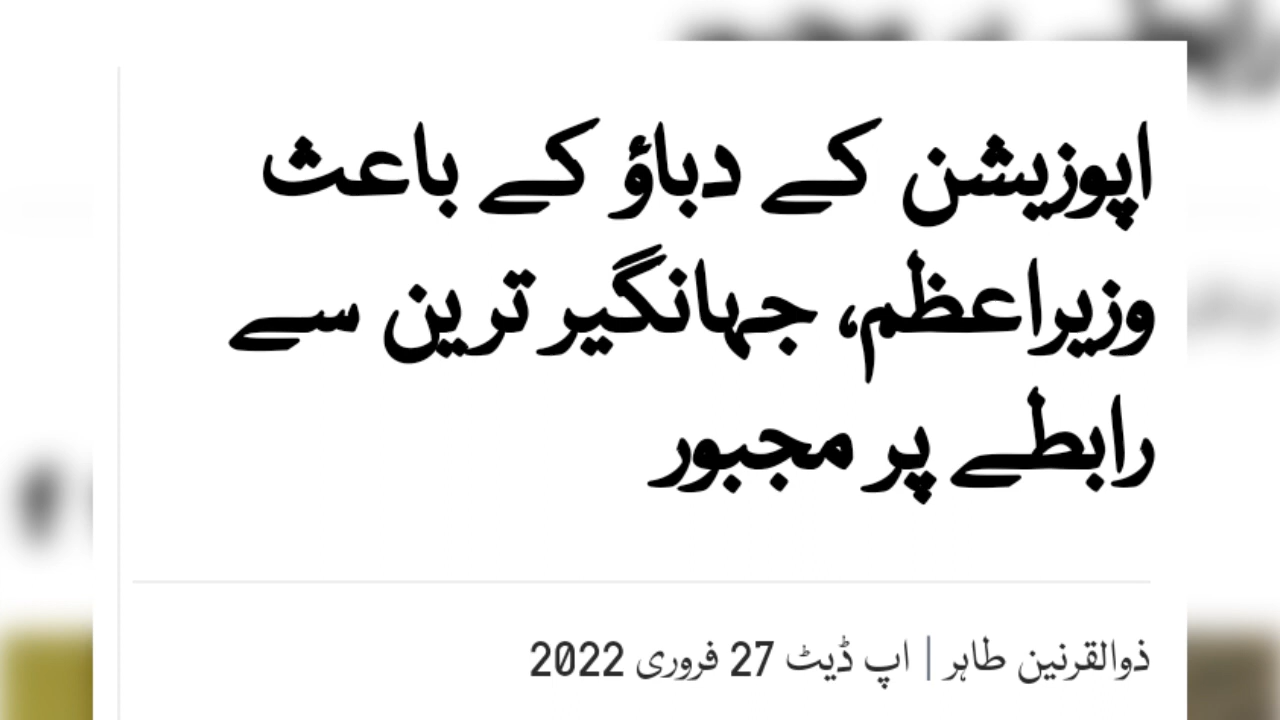 اپوزیشن کے دباؤ کے باعث
وزیراعظم، جہانگیر ترین سے
رابطے پر مجبور
ذوالقرنین طاہر | اپ ڈیٹ 27 فروری 2022